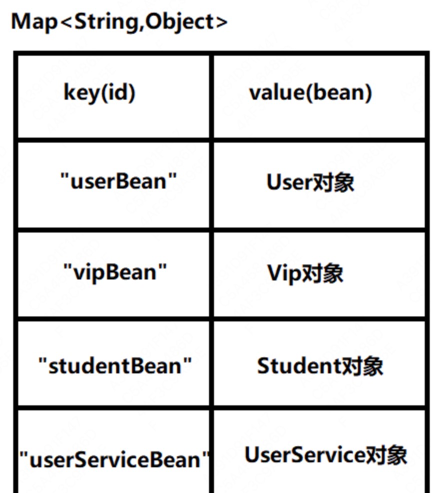 Map<String,Object>
key(id) value(bean)
"userBean" User对象
"vipBean" Vip对象
"studentBean" Student对象
"userServiceBean" UserService对象